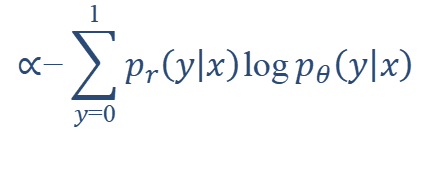 ∝− ∑_{y=0}^{1} p_r(y|x) log p_θ(y|x)